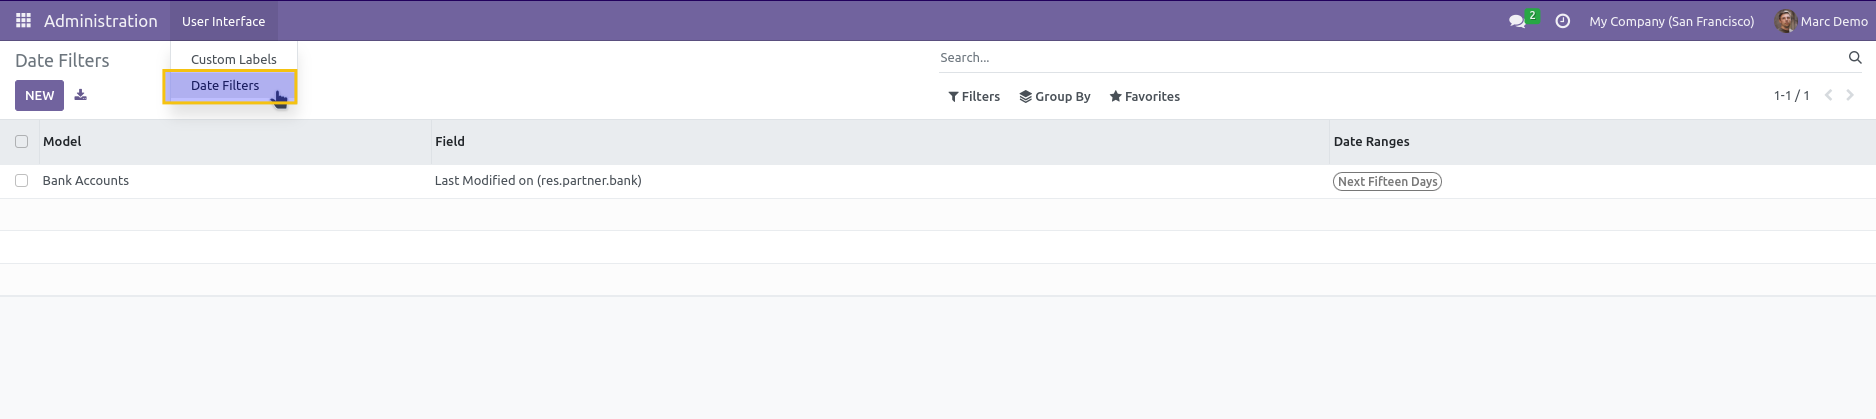 Administration User Interface 2 My Company (San Francisco) Marc Demo
Date Filters
Custom Labels
Date Filters
Search...
NEW
Filters Group By Favorites 1-1 / 1
Model Field Date Ranges
Bank Accounts Last Modified on (res.partner.bank) Next Fifteen Days